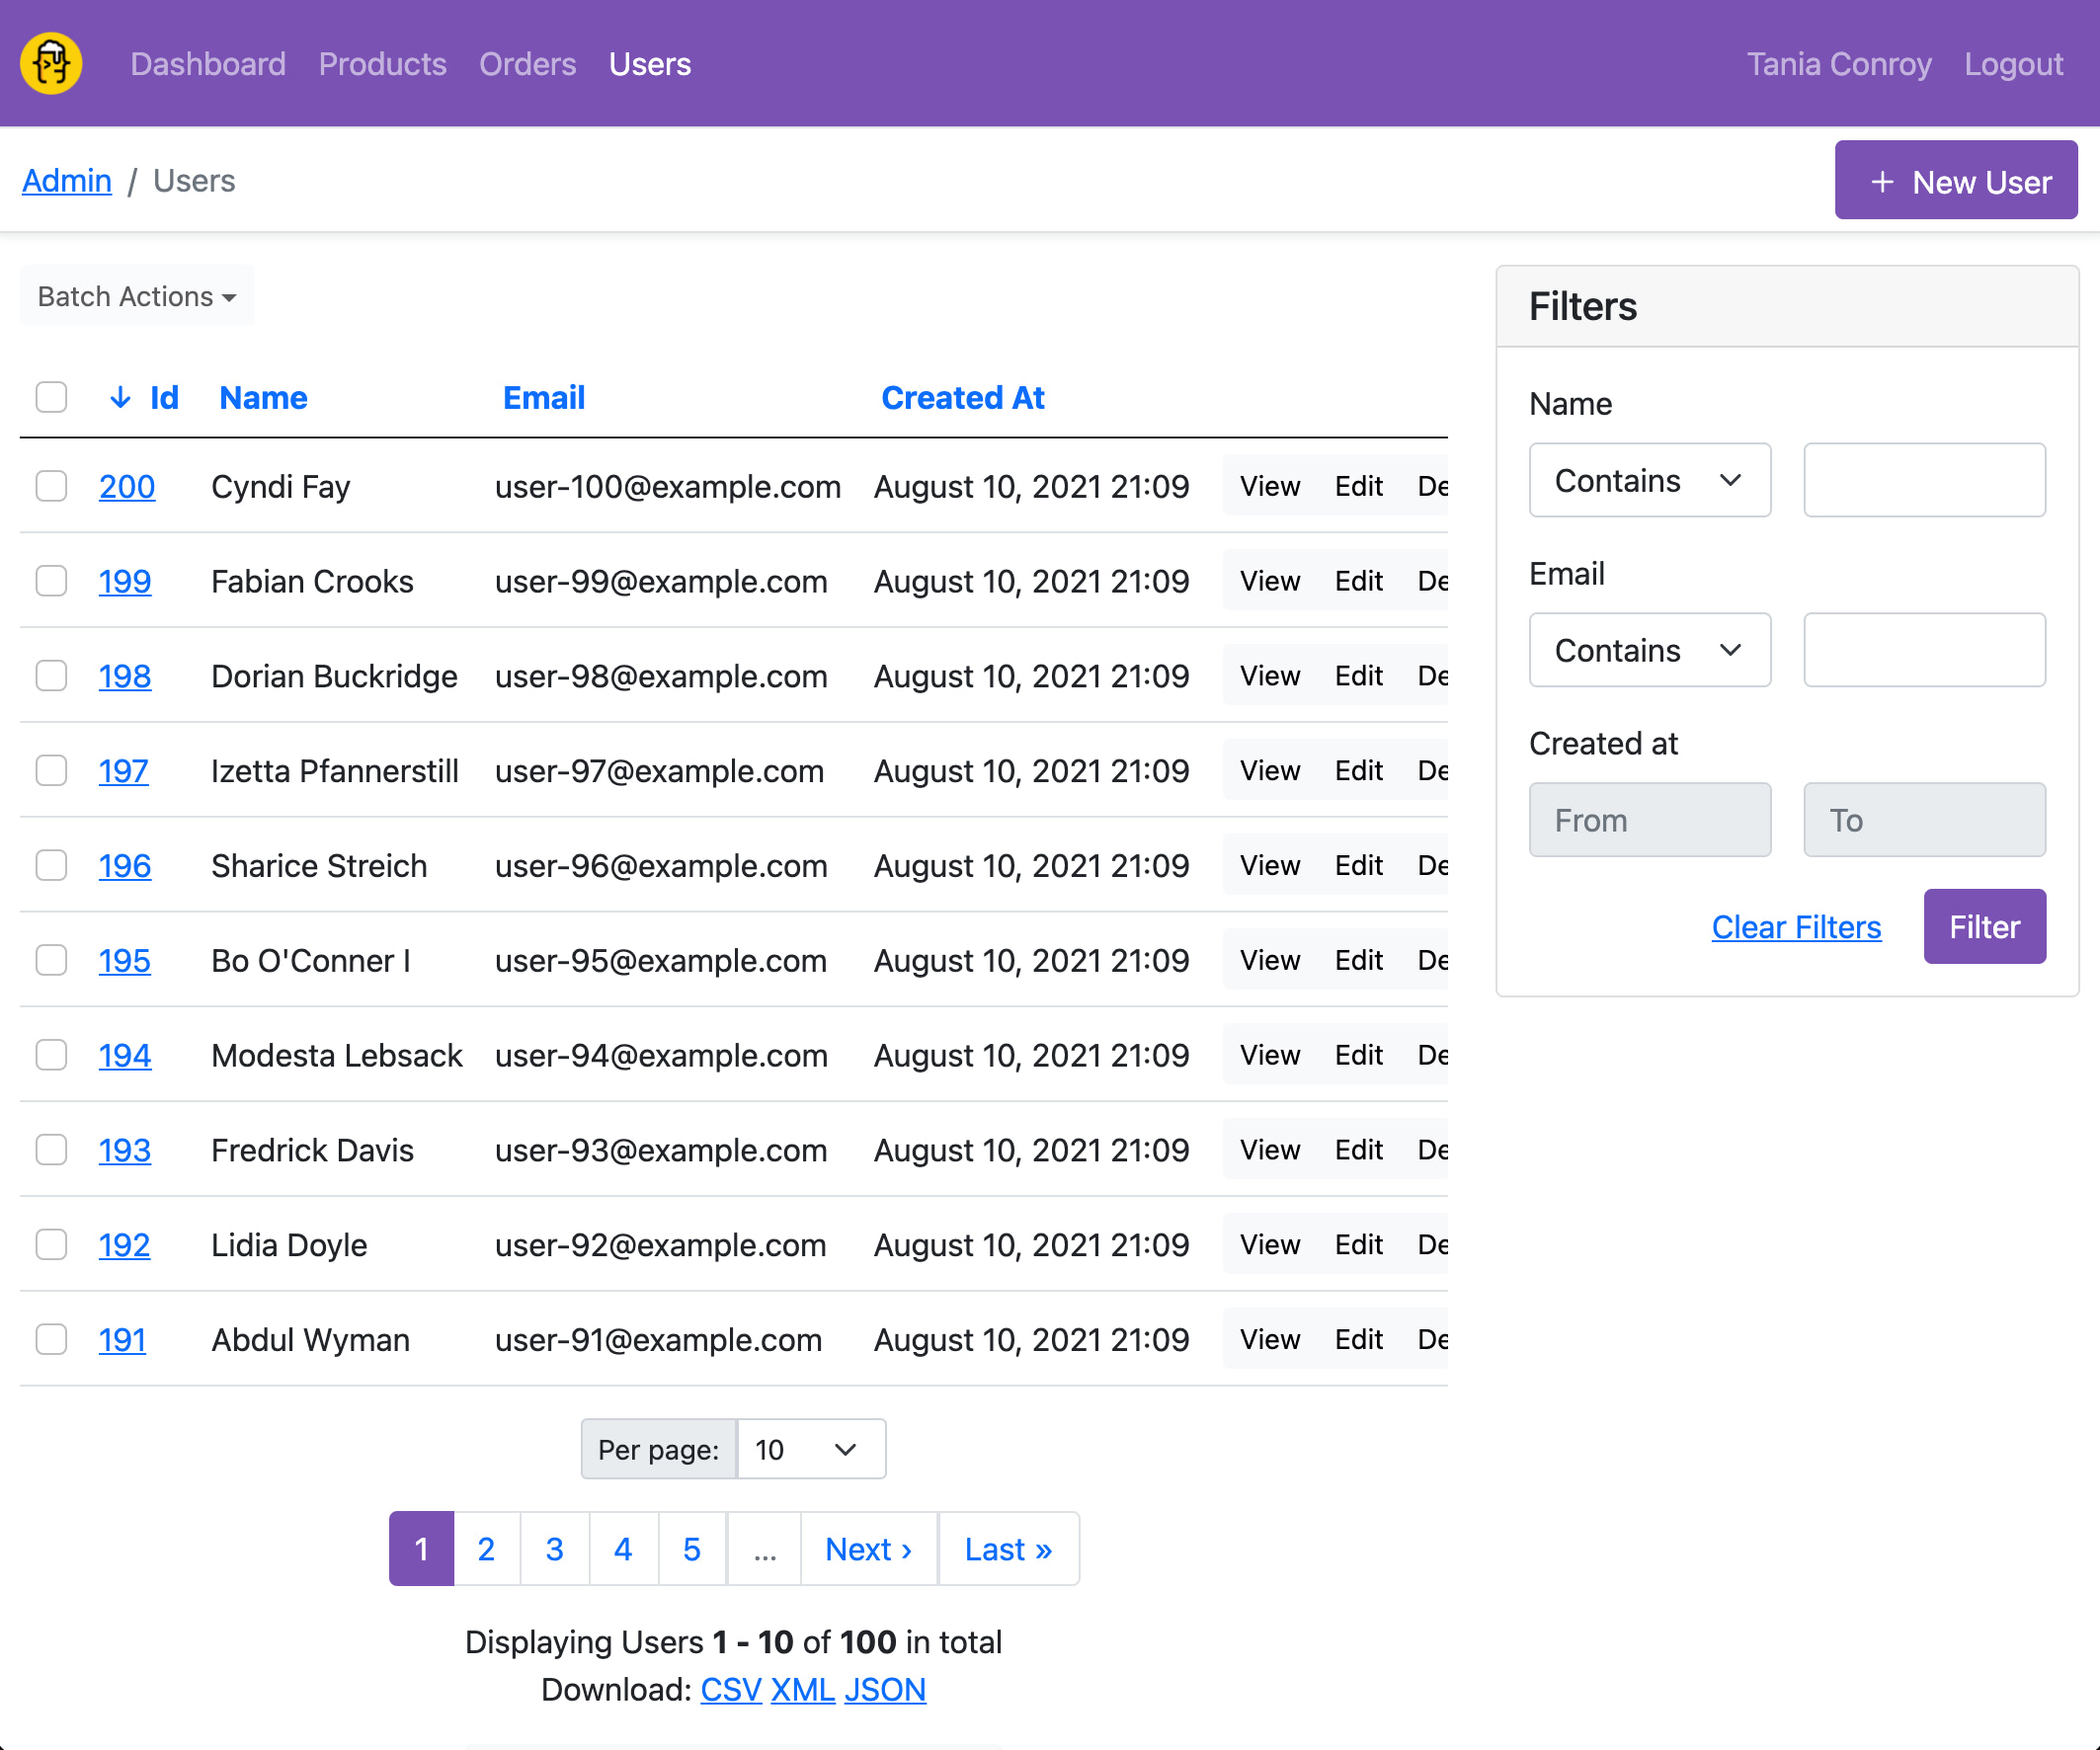 Dashboard Products Orders Users Tania Conroy Logout
Admin / Users + New User
Batch Actions
↓ Id Name Email Created At
200 Cyndi Fay user-100@example.com August 10, 2021 21:09 View Edit De
199 Fabian Crooks user-99@example.com August 10, 2021 21:09 View Edit De
198 Dorian Buckridge user-98@example.com August 10, 2021 21:09 View Edit De
197 Izetta Pfannerstill user-97@example.com August 10, 2021 21:09 View Edit De
196 Sharice Streich user-96@example.com August 10, 2021 21:09 View Edit De
195 Bo O'Conner I user-95@example.com August 10, 2021 21:09 View Edit De
194 Modesta Lebsack user-94@example.com August 10, 2021 21:09 View Edit De
193 Fredrick Davis user-93@example.com August 10, 2021 21:09 View Edit De
192 Lidia Doyle user-92@example.com August 10, 2021 21:09 View Edit De
191 Abdul Wyman user-91@example.com August 10, 2021 21:09 View Edit De
Per page: 10
1 2 3 4 5 ... Next › Last »
Displaying Users 1 - 10 of 100 in total
Download: CSV XML JSON
Filters
Name
Contains
Email
Contains
Created at
From To
Clear Filters Filter